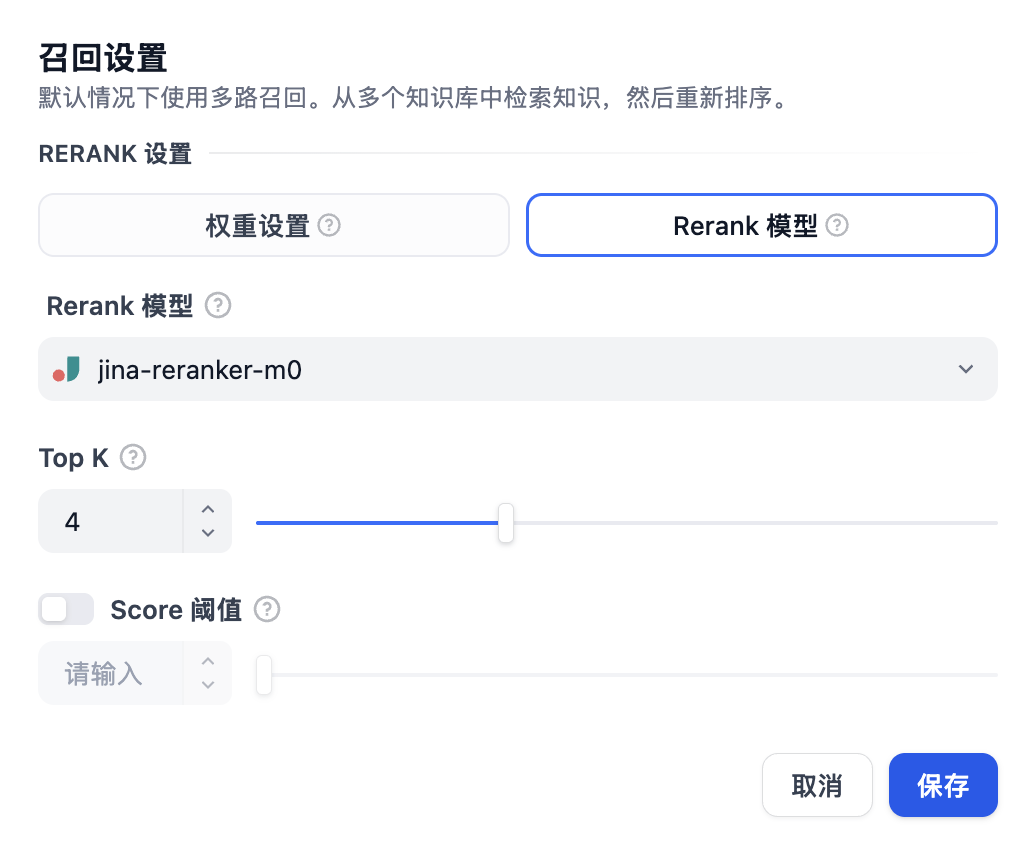 召回设置
默认情况下使用多路召回。从多个知识库中检索知识，然后重新排序。
RERANK 设置
权重设置
Rerank 模型
Rerank 模型
jina-reranker-m0
Top K
4
Score 阈值
请输入
取消
保存